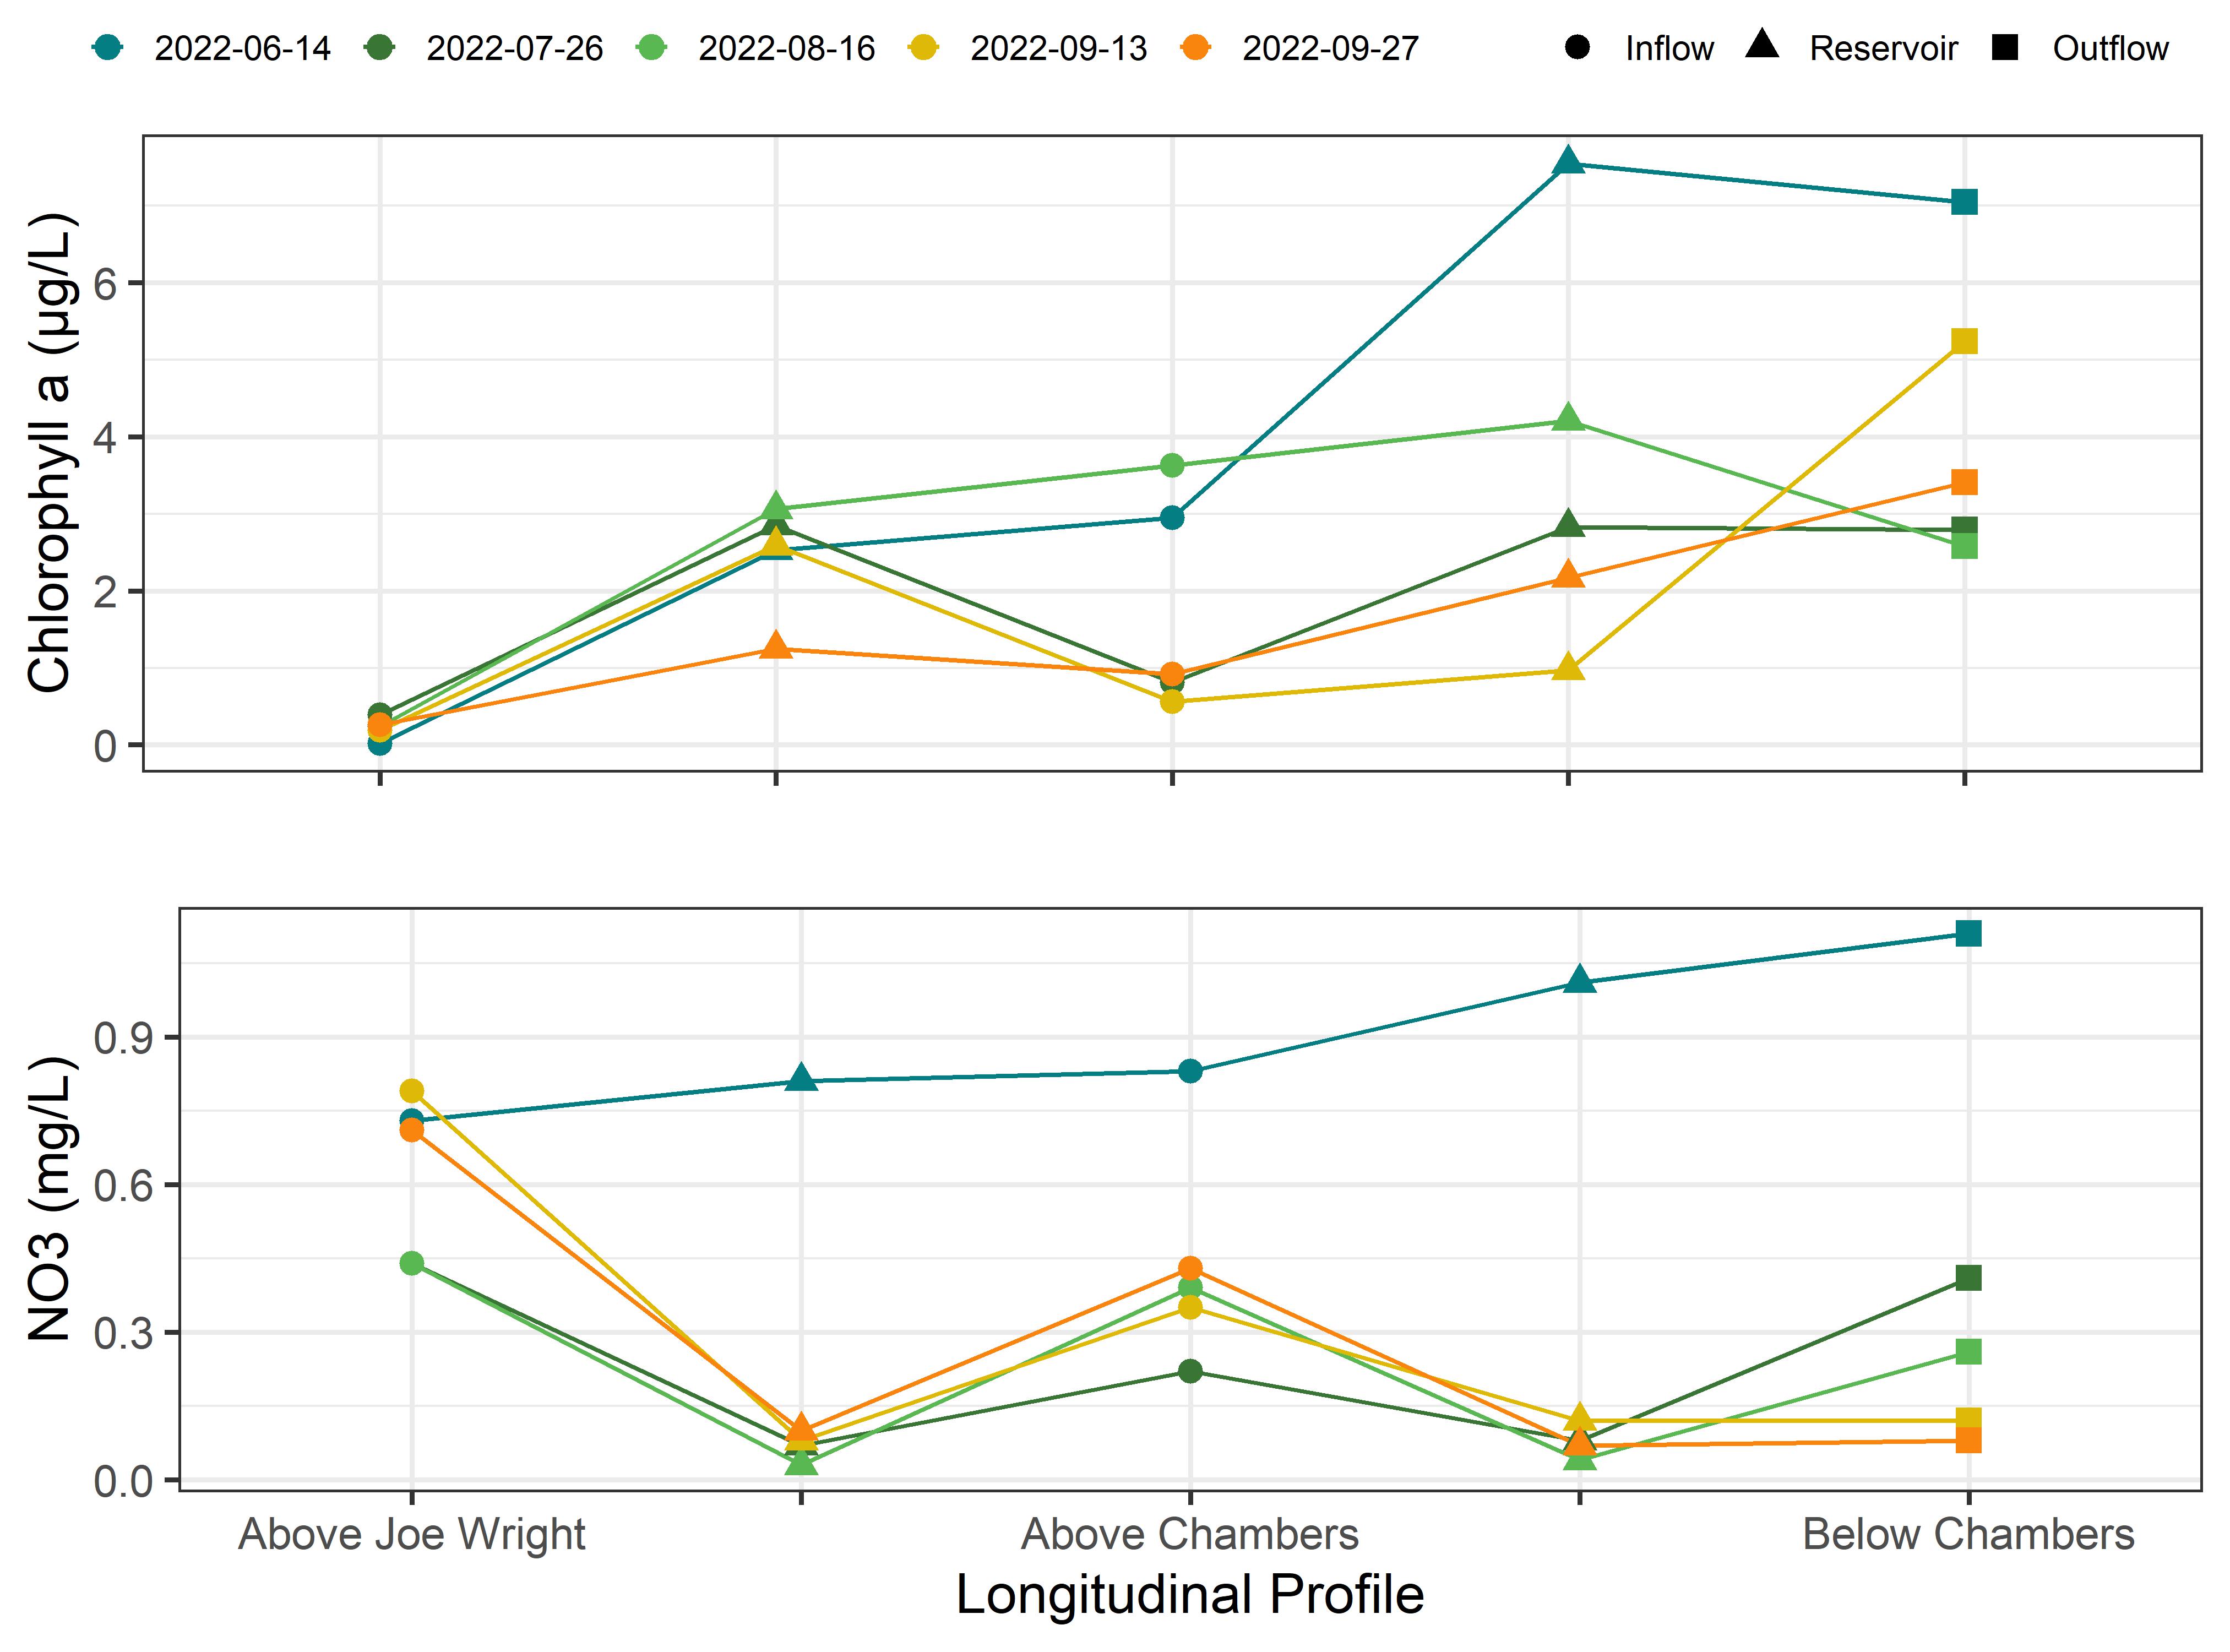 2022-06-14 2022-07-26 2022-08-16 2022-09-13 2022-09-27 Inflow Reservoir Outflow
Chlorophyll a (µg/L)
6
4
2
0
NO3 (mg/L)
0.9
0.6
0.3
0.0
Above Joe Wright Above Chambers Below Chambers
Longitudinal Profile